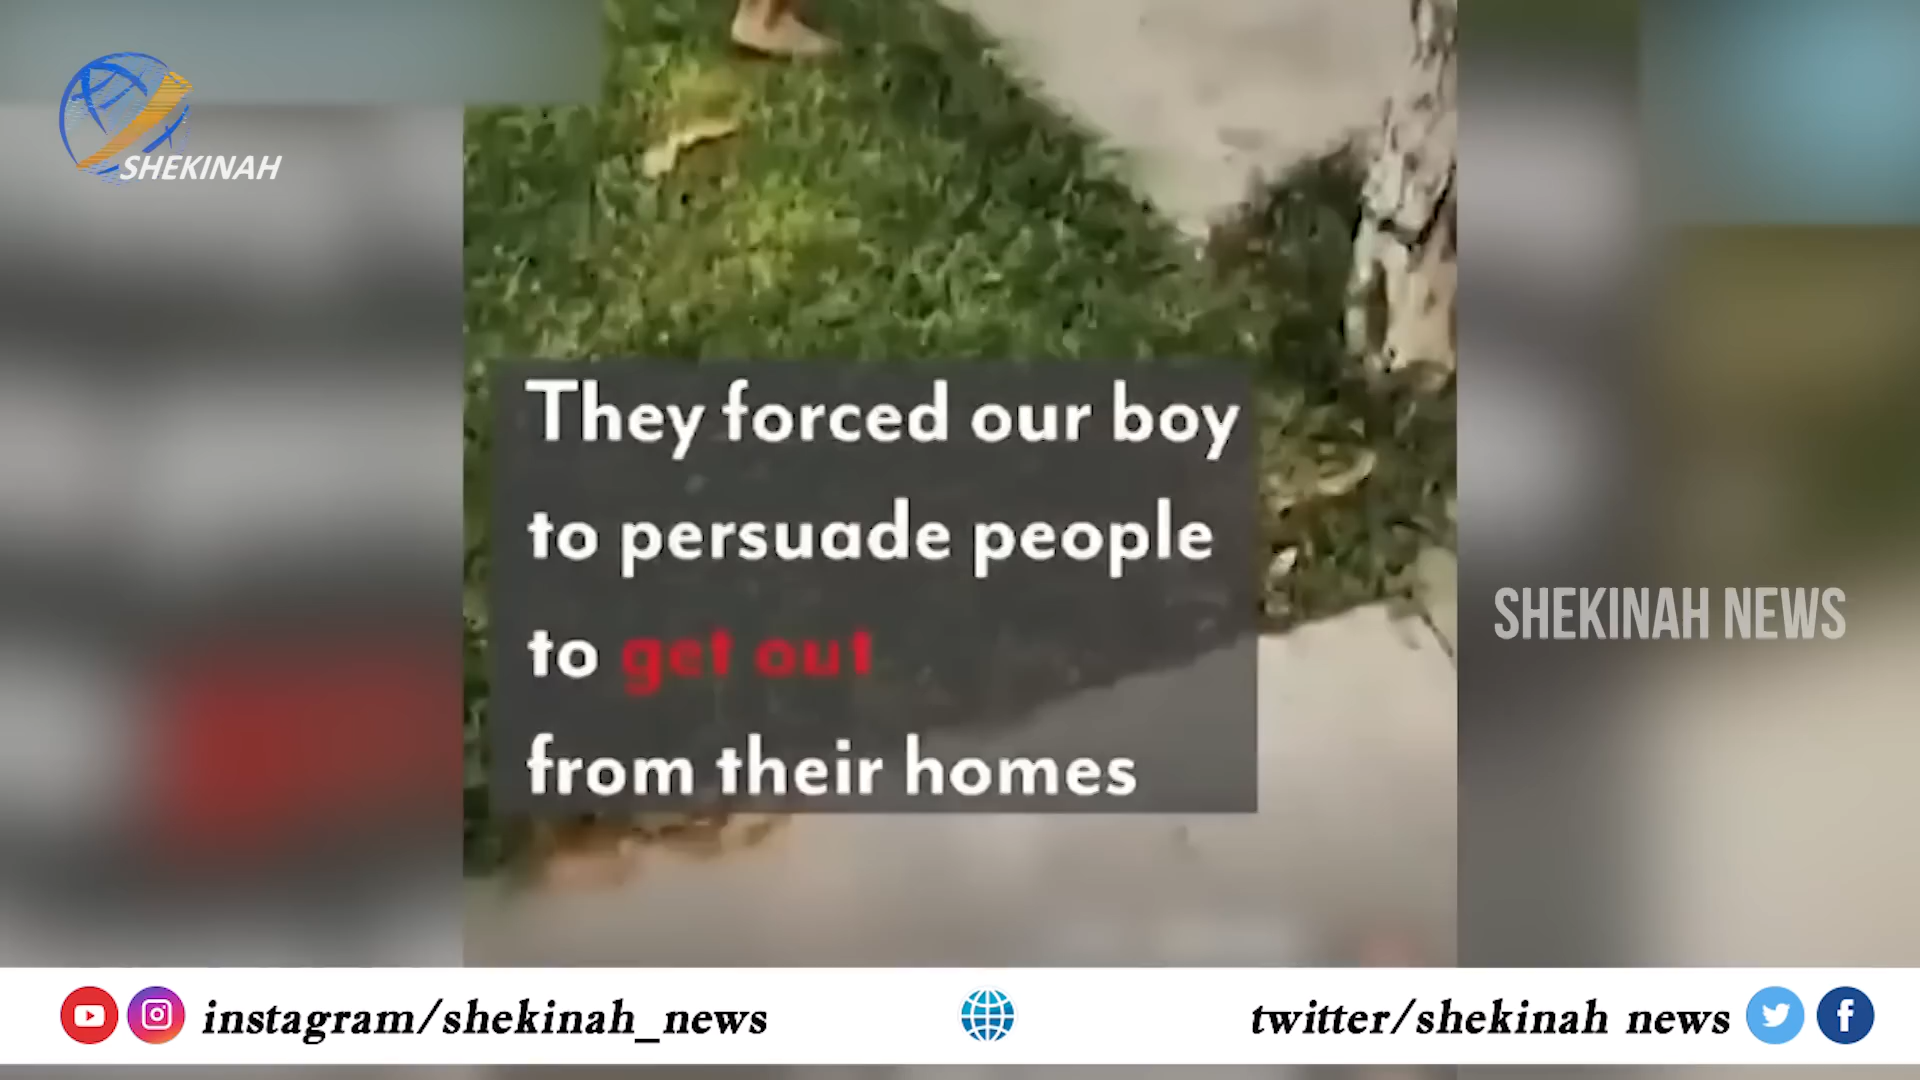 SHEKINAH
They forced our boy
to persuade people
to get out
from their homes
SHEKINAH NEWS
instagram/shekinah_news
twitter/shekinah news